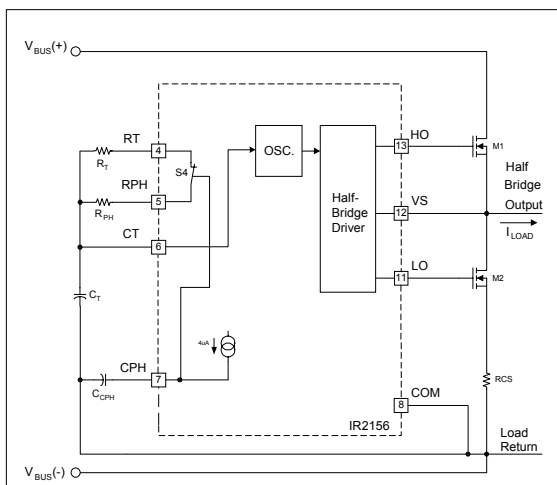 V_BUS(+)
RT
4
R_T
S4
RPH
5
R_PH
CT
6
C_T
CPH
7
C_CPH
4uA
OSC.
Half-
Bridge
Driver
HO
13
M1
VS
12
Half
Bridge
Output
I_LOAD
LO
11
M2
RCS
COM
8
IR2156
Load
Return
V_BUS(-)